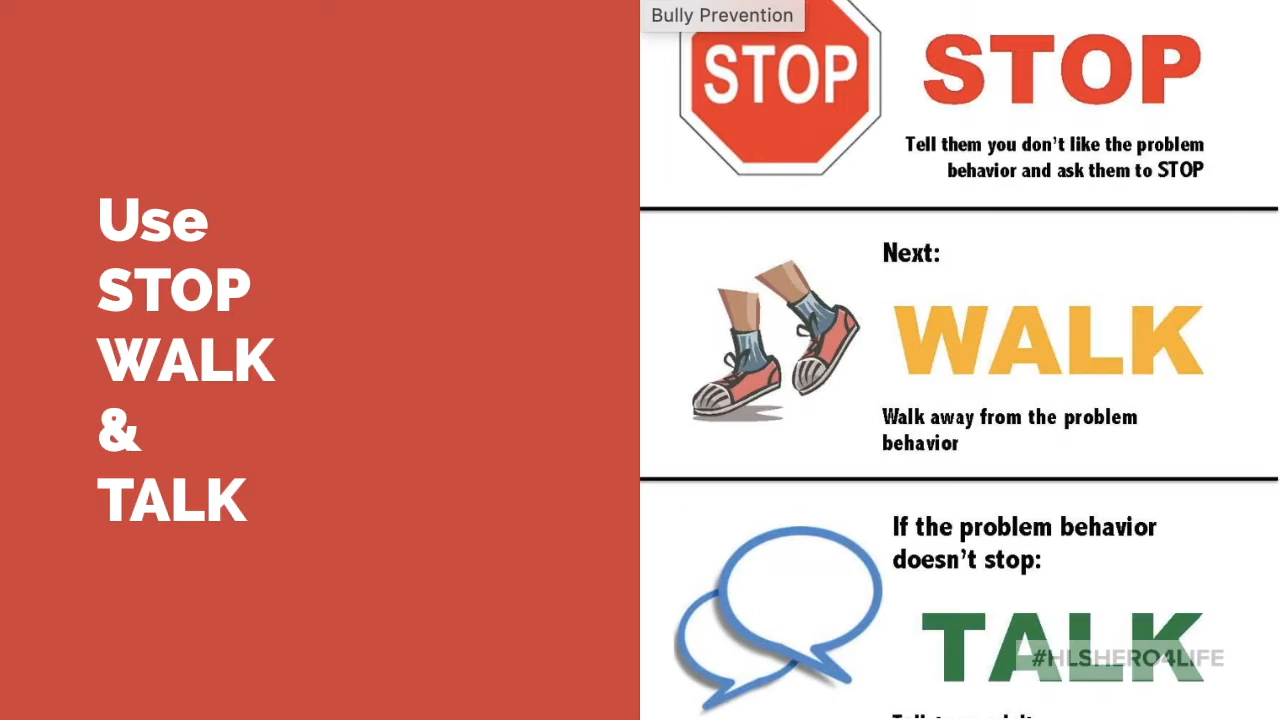 Use
STOP
WALK
&
TALK
Bully Prevention
STOP
STOP
Tell them you don't like the problem
behavior and ask them to STOP
Next:
WALK
Walk away from the problem
behavior
If the problem behavior
doesn't stop:
TALK
#HLSHERO4LIFE